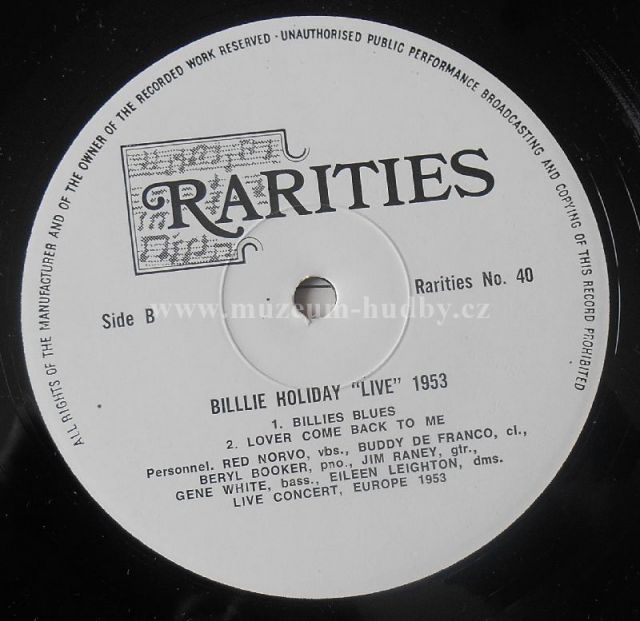 ALL RIGHTS OF THE MANUFACTURER AND OF THE OWNER OF THE RECORDED WORK RESERVED · UNAUTHORISED PUBLIC PERFORMANCE BROADCASTING AND COPYING OF THIS RECORD PROHIBITED
RARITIES
Rarities No. 40
www.muzeum-hudby.cz
Side B
BILLLIE HOLIDAY "LIVE" 1953
1. BILLIES BLUES
2. LOVER COME BACK TO ME
Personnel. RED NORVO, vbs., BUDDY DE FRANCO, cl.,
BERYL BOOKER, pno., JIM RANEY, gtr.,
GENE WHITE, bass., EILEEN LEIGHTON, dms.
LIVE CONCERT, EUROPE 1953